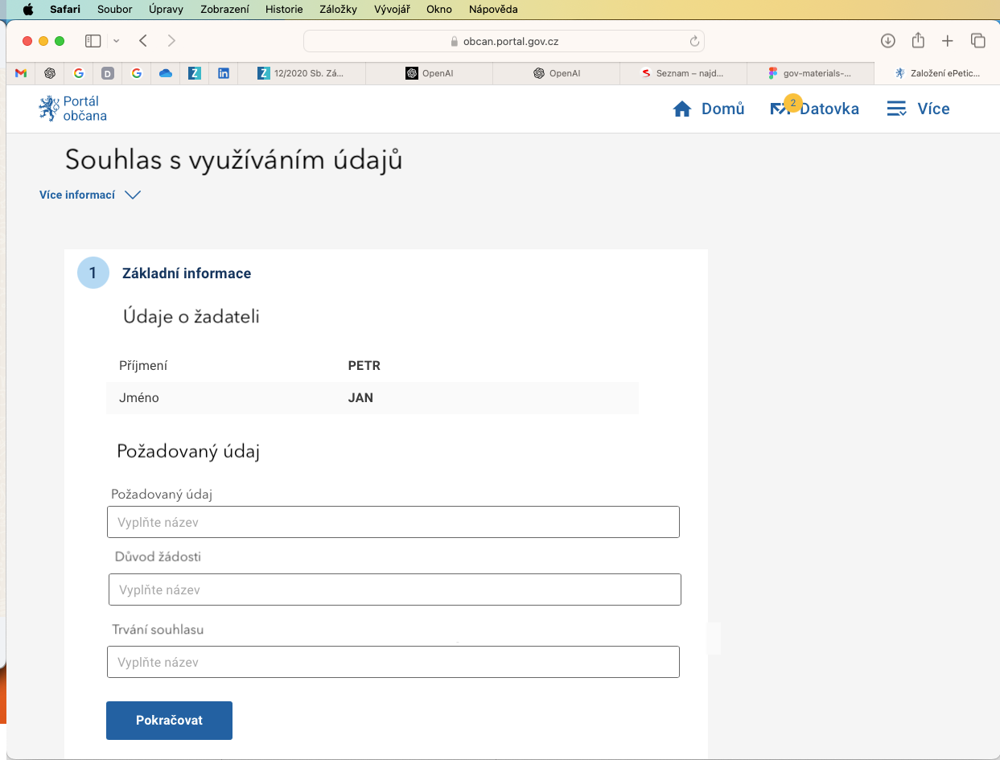 Safari Soubor Úpravy Zobrazení Historie Záložky Vývojář Okno Nápověda
obcan.portal.gov.cz
D Z in Z 12/2020 Sb. Zá... OpenAI OpenAI Seznam – najd... gov-materials-... Založení ePetic...
Portál
občana
Domů 2 Datovka Více
Souhlas s využíváním údajů
Více informací
1 Základní informace
Údaje o žadateli
Příjmení PETR
Jméno JAN
Požadovaný údaj
Požadovaný údaj
Vyplňte název
Důvod žádosti
Vyplňte název
Trvání souhlasu
Vyplňte název
Pokračovat